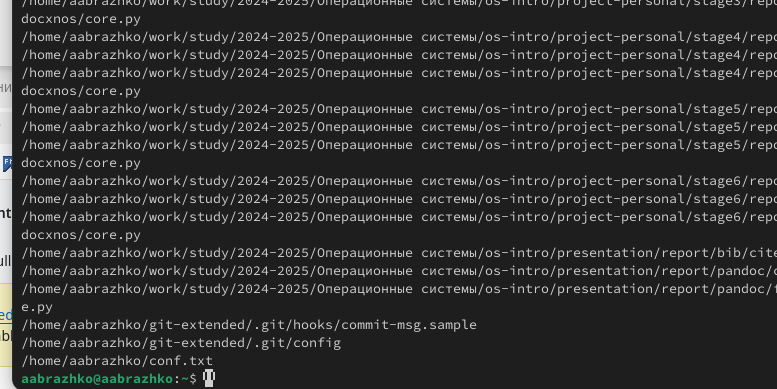 /home/aabrazhko/work/study/2024-2025/Операционные системы/os-intro/project-personal/stage3/repo
docxnos/core.py
/home/aabrazhko/work/study/2024-2025/Операционные системы/os-intro/project-personal/stage4/repo
/home/aabrazhko/work/study/2024-2025/Операционные системы/os-intro/project-personal/stage4/repo
/home/aabrazhko/work/study/2024-2025/Операционные системы/os-intro/project-personal/stage4/repo
docxnos/core.py
/home/aabrazhko/work/study/2024-2025/Операционные системы/os-intro/project-personal/stage5/repo
/home/aabrazhko/work/study/2024-2025/Операционные системы/os-intro/project-personal/stage5/repo
/home/aabrazhko/work/study/2024-2025/Операционные системы/os-intro/project-personal/stage5/repo
docxnos/core.py
/home/aabrazhko/work/study/2024-2025/Операционные системы/os-intro/project-personal/stage6/repo
/home/aabrazhko/work/study/2024-2025/Операционные системы/os-intro/project-personal/stage6/repo
/home/aabrazhko/work/study/2024-2025/Операционные системы/os-intro/project-personal/stage6/repo
docxnos/core.py
/home/aabrazhko/work/study/2024-2025/Операционные системы/os-intro/presentation/report/bib/cite
/home/aabrazhko/work/study/2024-2025/Операционные системы/os-intro/presentation/report/pandoc/c
/home/aabrazhko/work/study/2024-2025/Операционные системы/os-intro/presentation/report/pandoc/f
e.py
/home/aabrazhko/git-extended/.git/hooks/commit-msg.sample
/home/aabrazhko/git-extended/.git/config
/home/aabrazhko/conf.txt
aabrazhko@aabrazhko:~$